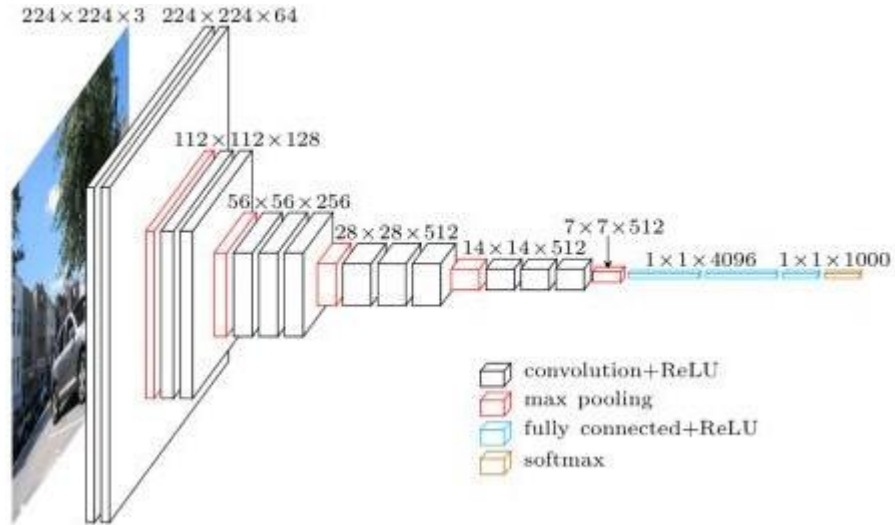 224×224×3
224×224×64
112×112×128
56×56×256
28×28×512
14×14×512
7×7×512
1×1×4096
1×1×1000
convolution+ReLU
max pooling
fully connected+ReLU
softmax